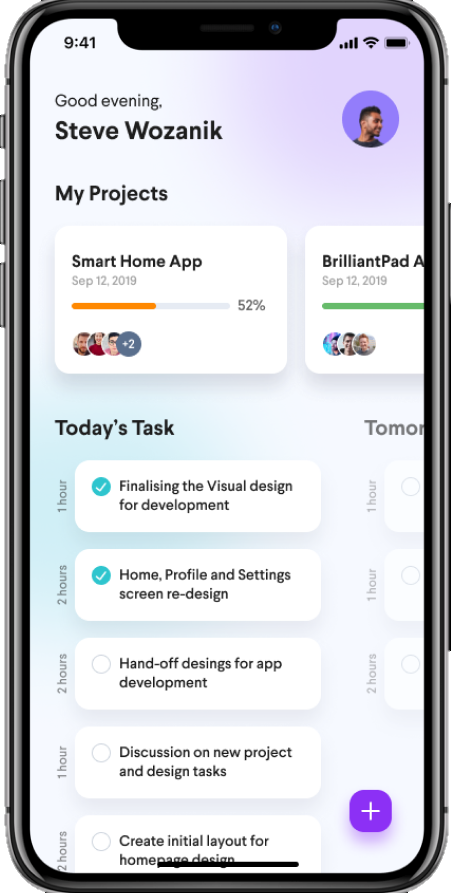 9:41
Good evening,
Steve Wozanik
My Projects
Smart Home App
Sep 12, 2019
52%
+2
BrilliantPad A
Sep 12, 2019
Today's Task
Tomor
1 hour
Finalising the Visual design
for development
1 hour
2 hours
Home, Profile and Settings
screen re-design
1 hour
2 hours
Hand-off desings for app
development
2 hours
1 hour
Discussion on new project
and design tasks
2 hours
Create initial layout for
homepage design